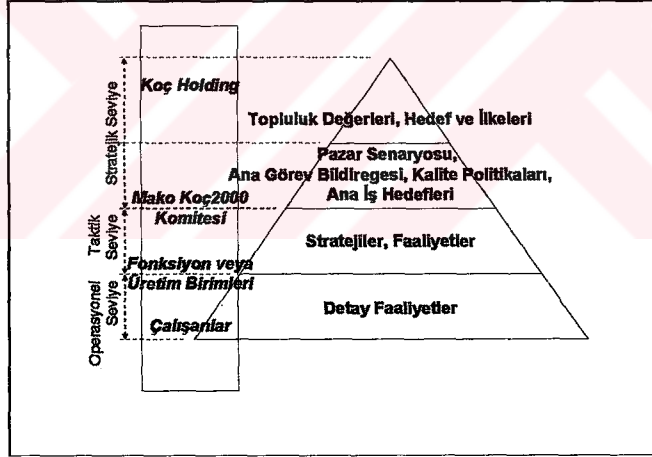 Stratejik Seviye
Taktik
Seviye
Operasyonel
Seviye
Koç Holding
Mako Koç2000
Komitesi
Fonksiyon veya
Üretim Birimleri
Çalışanlar
Topluluk Değerleri, Hedef ve İlkeleri
Pazar Senaryosu,
Ana Görev Bildiregesi, Kalite Politikaları,
Ana İş Hedefleri
Stratejiler, Faaliyetler
Detay Faaliyetler